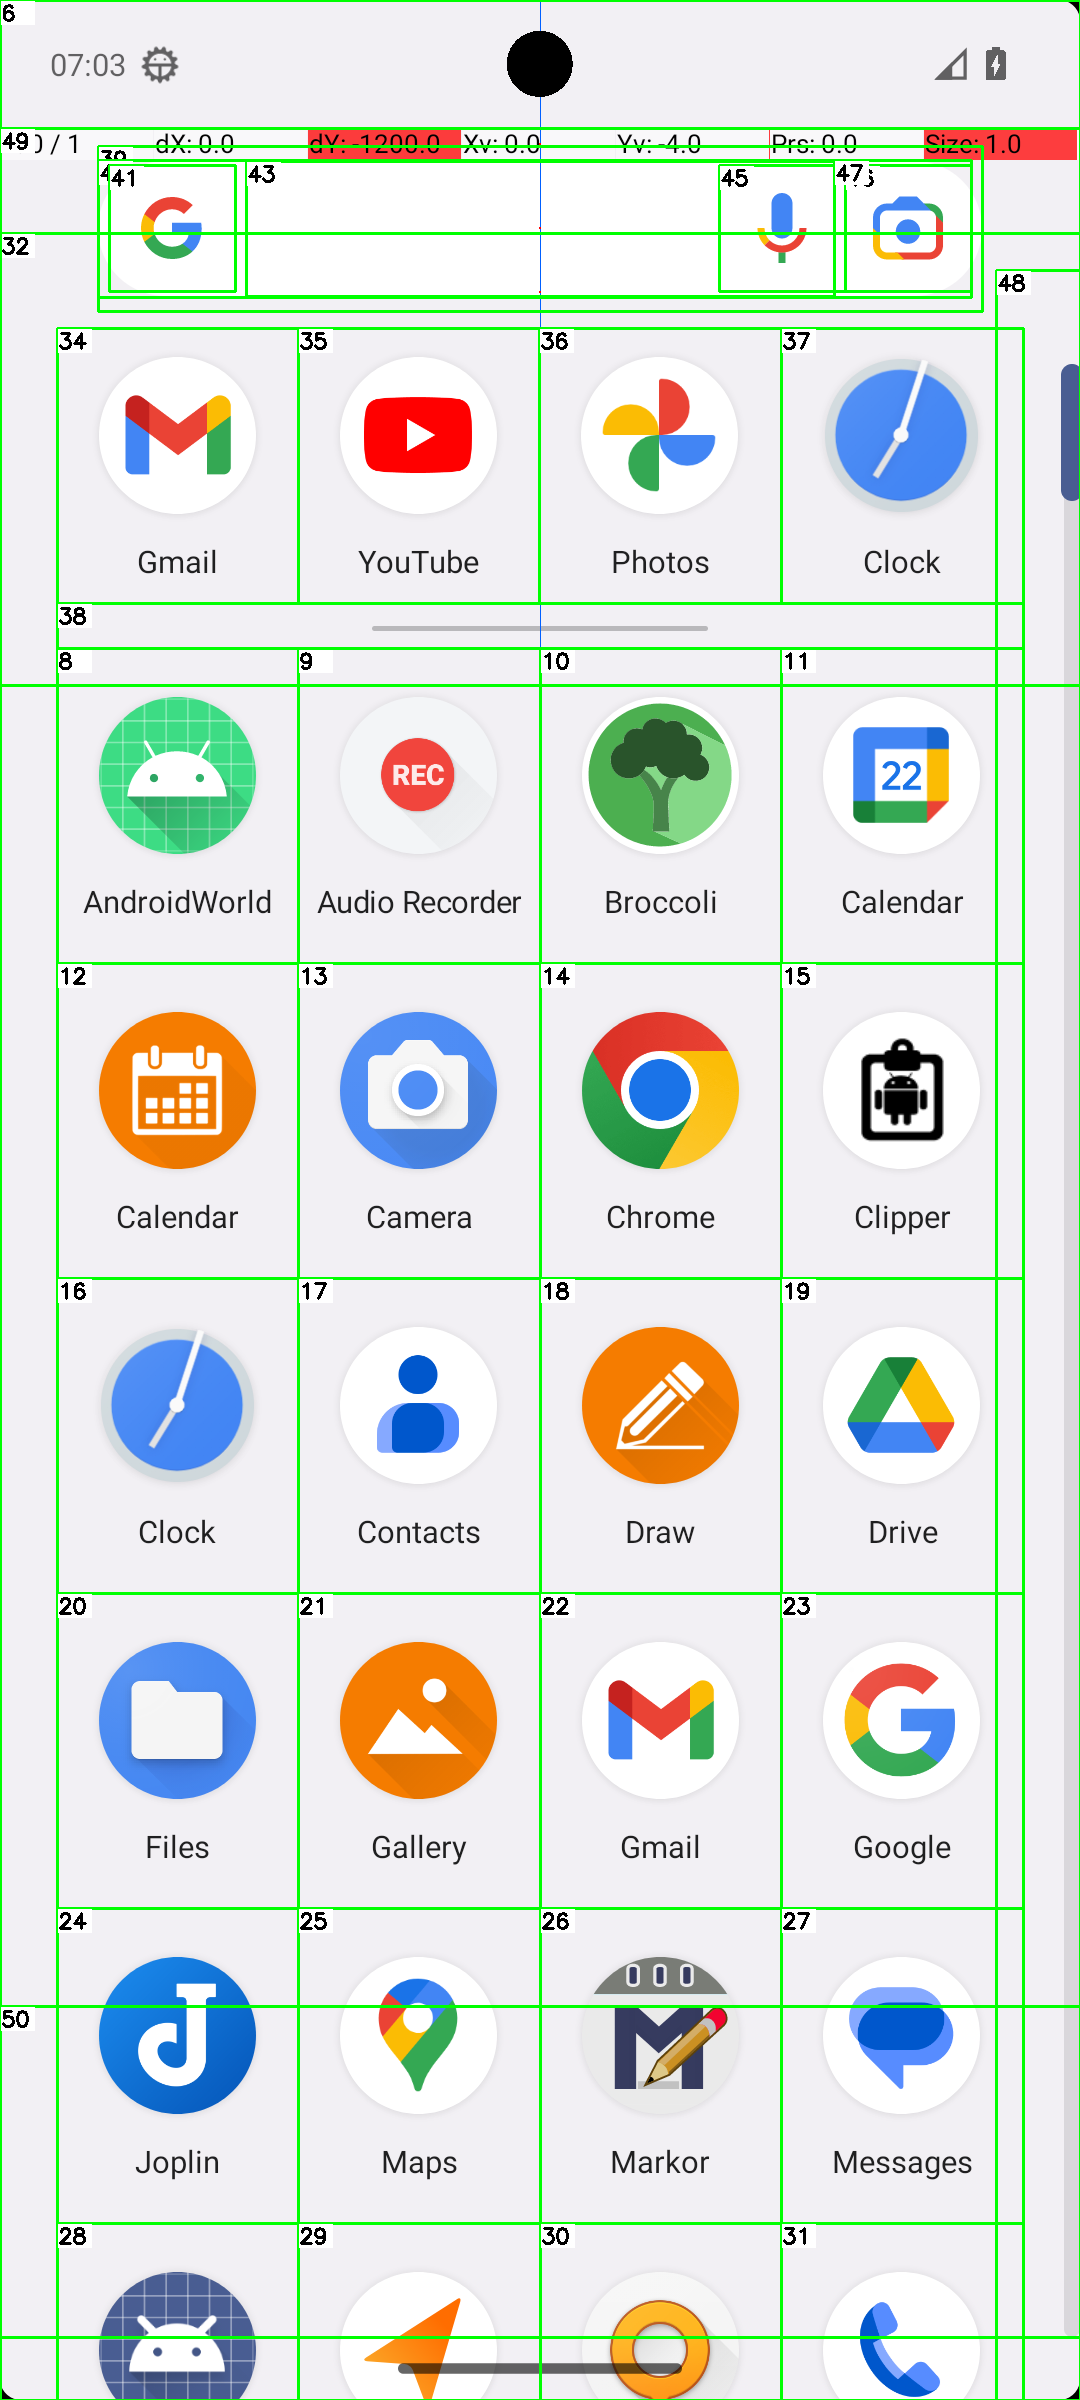 6
07:03
49
0 / 1 dX: 0.0 dY: -1200.0 Xv: 0.0 Yv: -4.0 Prs: 0.0 Size: 1.0
39
41 43 45 47
32
48
34 35 36 37
Gmail YouTube Photos Clock
38
8 9 10 11
REC 22
AndroidWorld Audio Recorder Broccoli Calendar
12 13 14 15
Calendar Camera Chrome Clipper
16 17 18 19
Clock Contacts Draw Drive
20 21 22 23
Files Gallery Gmail Google
24 25 26 27
50
Joplin Maps Markor Messages
28 29 30 31